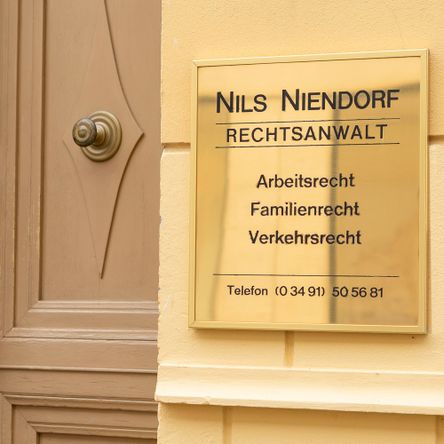 NILS NIENDORF
RECHTSANWALT
Arbeitsrecht
Familienrecht
Verkehrsrecht
Telefon (0 34 91) 50 56 81